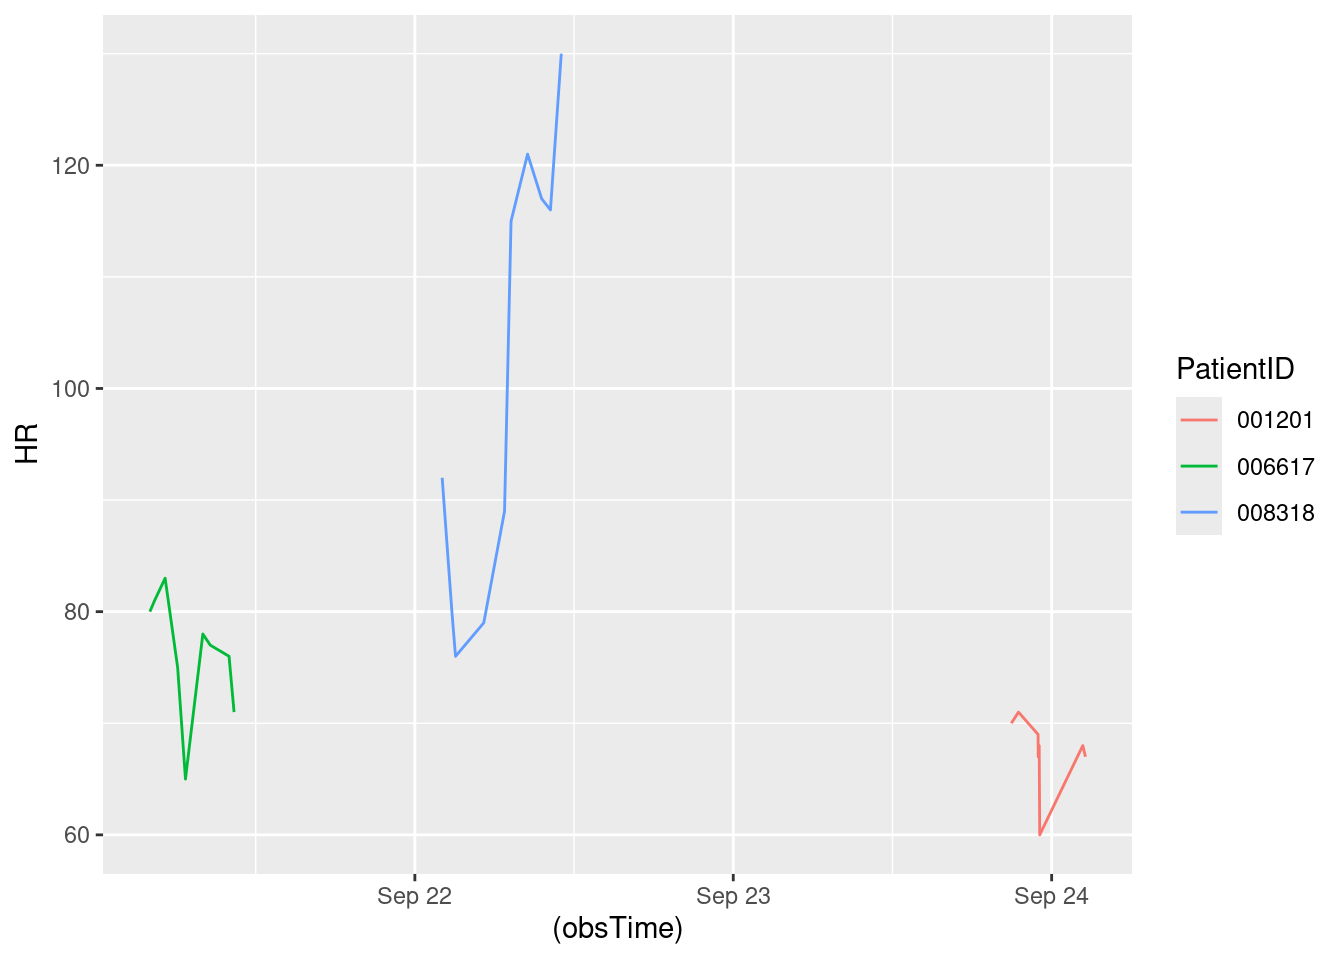 HR
120
100
80
60
Sep 22
Sep 23
Sep 24
(obsTime)
PatientID
001201
006617
008318